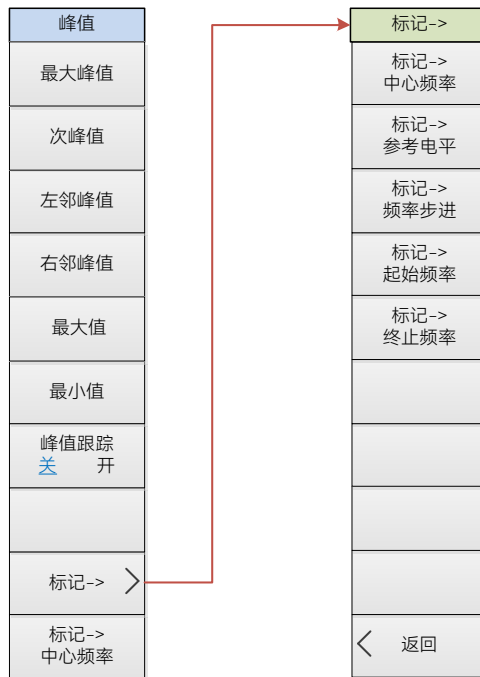 峰值
最大峰值
次峰值
左邻峰值
右邻峰值
最大值
最小值
峰值跟踪
关 开
标记->
标记->
中心频率
标记->
标记->
中心频率
标记->
参考电平
标记->
频率步进
标记->
起始频率
标记->
终止频率
返回